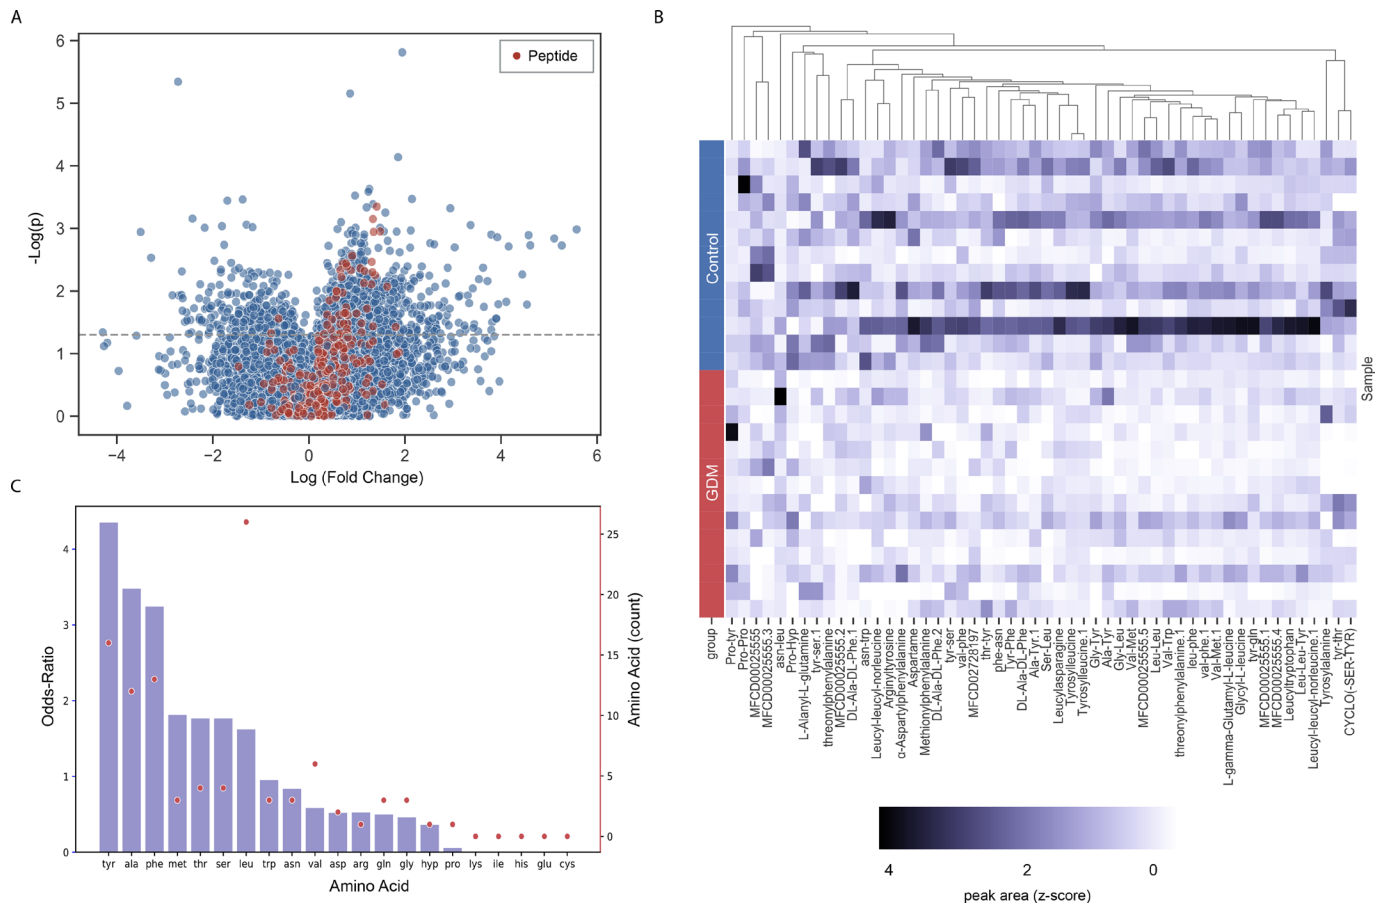 A
6
5
4
3
2
1
0
-Log(p)
−4
−2
0
2
4
6
Log (Fold Change)
Peptide
B
Control
GDM
Sample
group
Pro-tyr
Pro-Pro
MFCD00025555
MFCD00025555.3
asn-leu
Pro-Hyp
L-Alanyl-L-glutamine
tyr-ser.1
threonylphenylalanine
MFCD00025555.2
DL-Ala-DL-Phe.1
asn-trp
Leucyl-leucyl-norleucine
Arginyltyrosine
α-Aspartylphenylalanine
Aspartame
Methionylphenylalanine
DL-Ala-DL-Phe.2
tyr-ser
val-phe
MFCD02728197
thr-tyr
phe-asn
Tyr-Phe
DL-Ala-DL-Phe
Ala-Tyr.1
Ser-Leu
Leucylasparagine
Tyrosylleucine
Tyrosylleucine.1
Gly-Tyr
Ala-Tyr
Gly-Leu
Val-Met
MFCD00025555.5
Leu-Leu
Val-Trp
threonylphenylalanine.1
leu-phe
val-phe.1
Val-Met.1
L-gamma-Glutamyl-L-leucine
Glycyl-L-leucine
tyr-gln
MFCD00025555.1
MFCD00025555.4
Leucyltryptophan
Leu-Leu-Tyr
Leucyl-leucyl-norleucine.1
Tyrosylalanine
tyr-thr
CYCLO(-SER-TYR)
4
2
0
peak area (z-score)
C
4
3
2
1
0
Odds-Ratio
tyr
ala
phe
met
thr
ser
leu
trp
asn
val
asp
arg
gln
gly
hyp
pro
lys
ile
his
glu
cys
Amino Acid
25
20
15
10
5
0
Amino Acid (count)